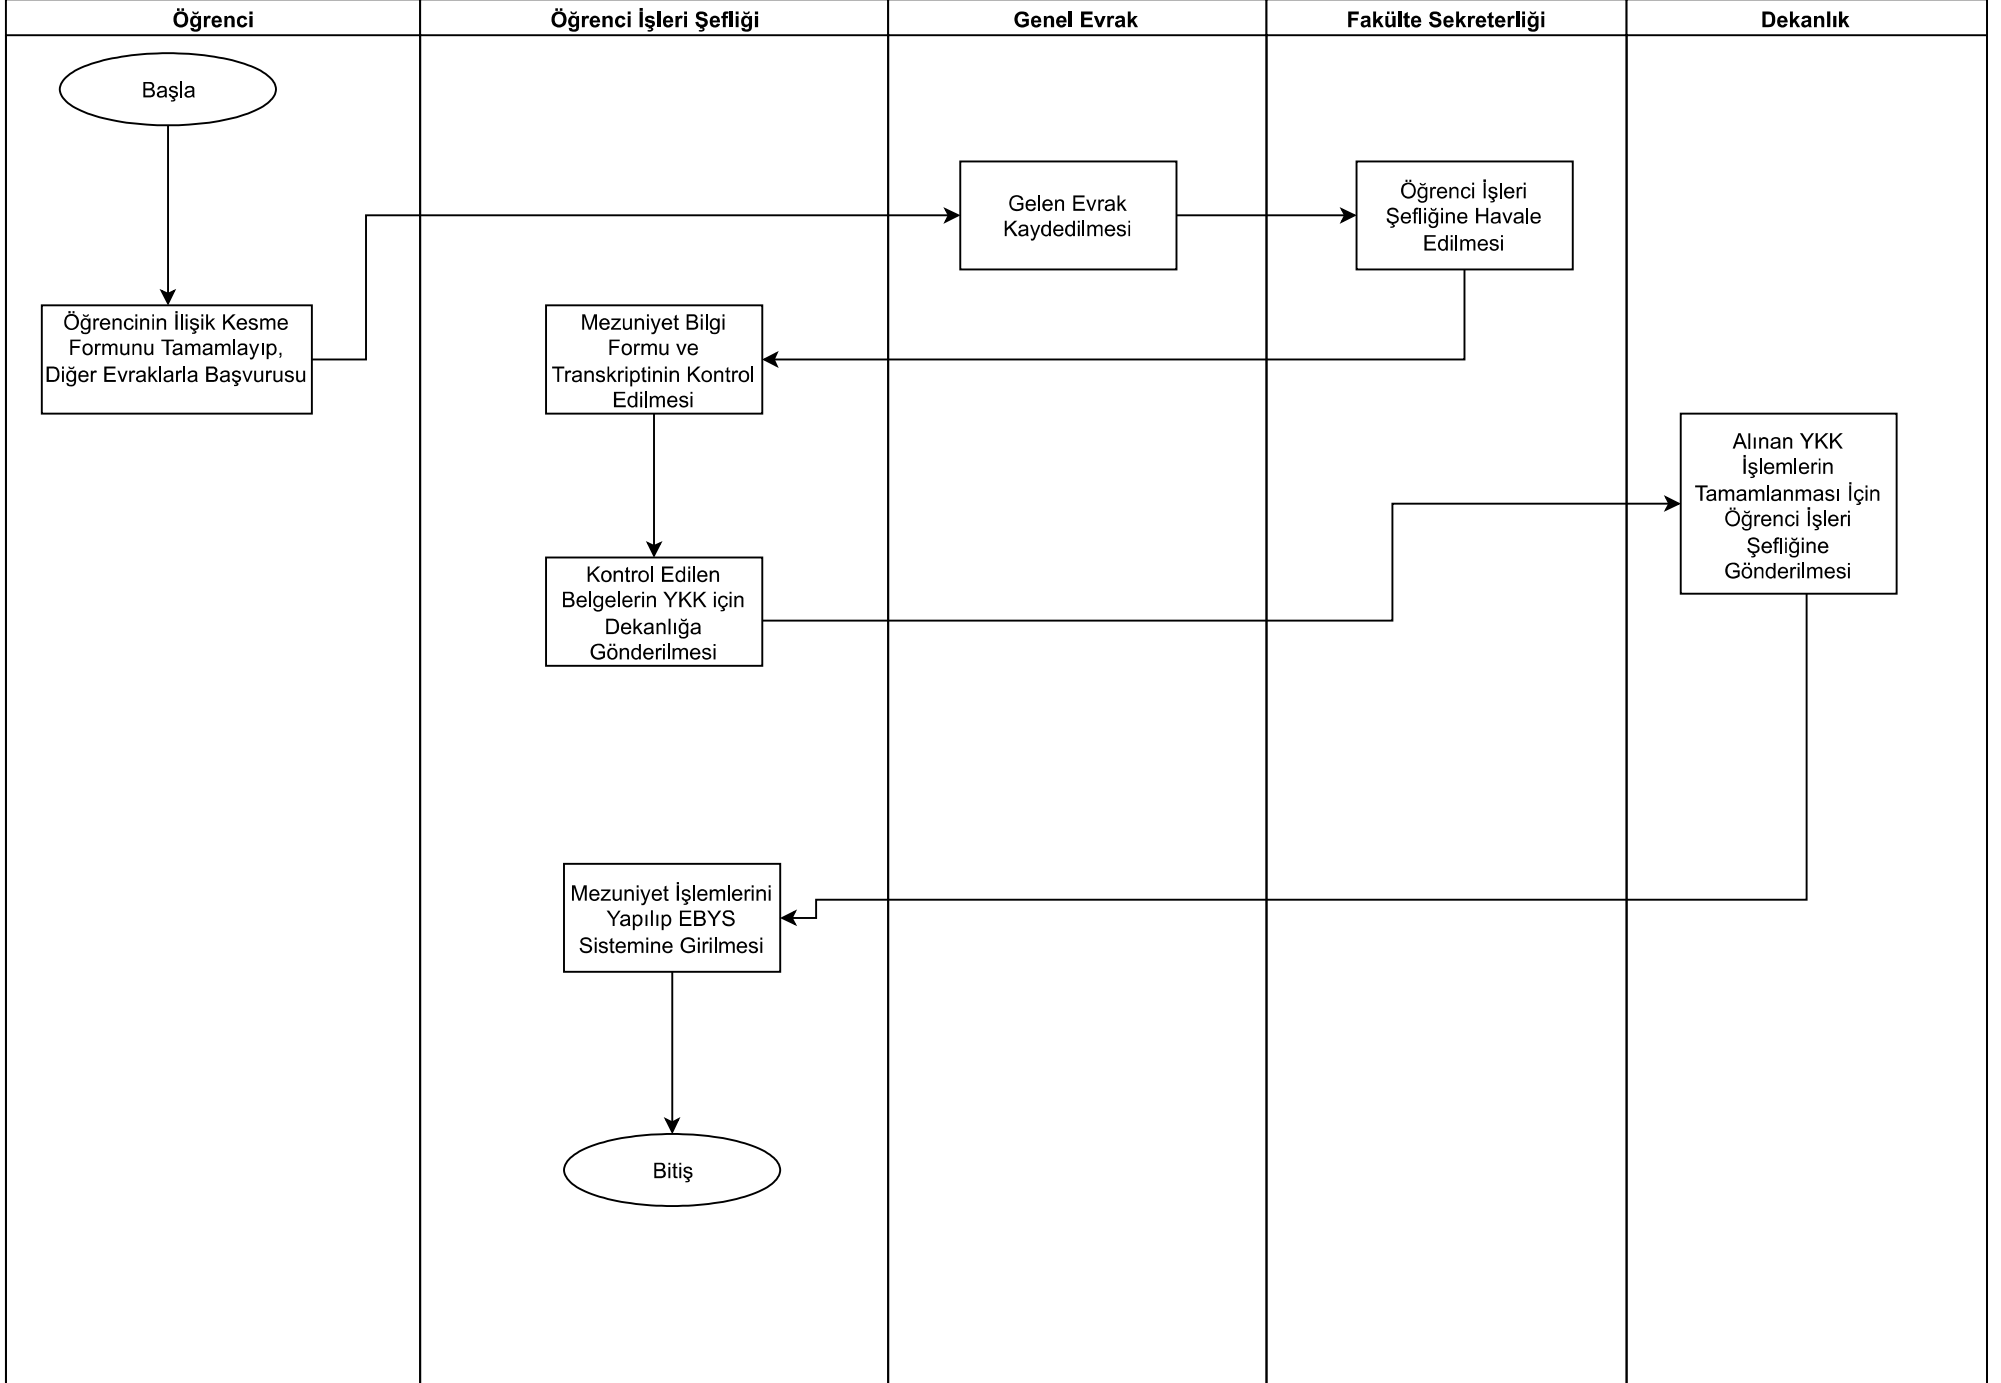 Öğrenci
Öğrenci İşleri Şefliği
Genel Evrak
Fakülte Sekreterliği
Dekanlık
Başla
Öğrencinin İlişik Kesme
Formunu Tamamlayıp,
Diğer Evraklarla Başvurusu
Gelen Evrak
Kaydedilmesi
Öğrenci İşleri
Şefliğine Havale
Edilmesi
Mezuniyet Bilgi
Formu ve
Transkriptinin Kontrol
Edilmesi
Kontrol Edilen
Belgelerin YKK için
Dekanlığa
Gönderilmesi
Alınan YKK
İşlemlerin
Tamamlanması İçin
Öğrenci İşleri
Şefliğine
Gönderilmesi
Mezuniyet İşlemlerini
Yapılıp EBYS
Sistemine Girilmesi
Bitiş